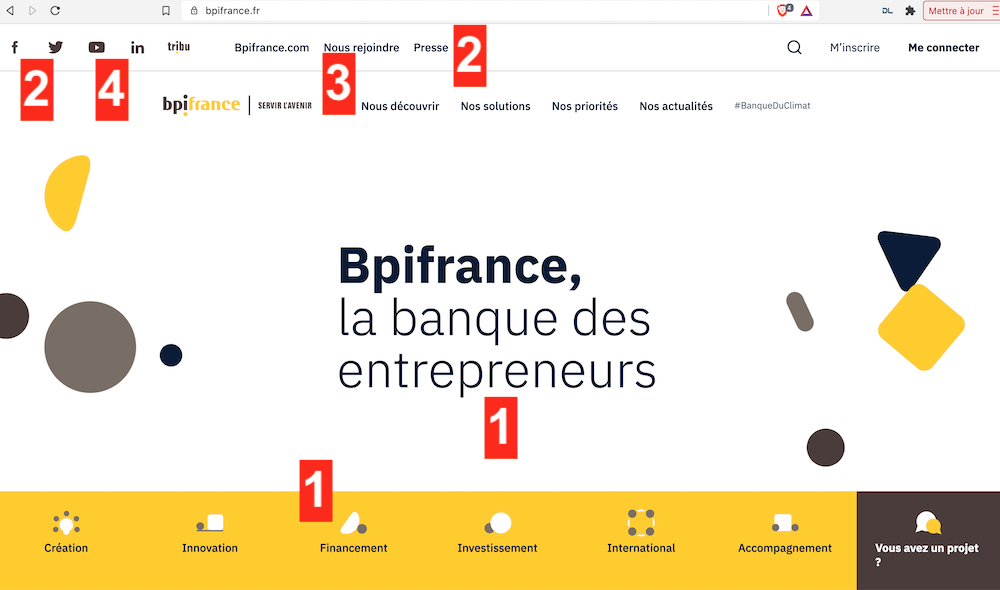 bpifrance.fr
4
DL
Mettre à jour
f
in
tribu
Bpifrance.com Nous rejoindre Presse
M'inscrire Me connecter
2
4
3
2
bpifrance SERVIR L'AVENIR
Nous découvrir Nos solutions Nos priorités Nos actualités #BanqueDuClimat
Bpifrance,
la banque des
entrepreneurs
1
1
Création Innovation Financement Investissement International Accompagnement
Vous avez un projet
?